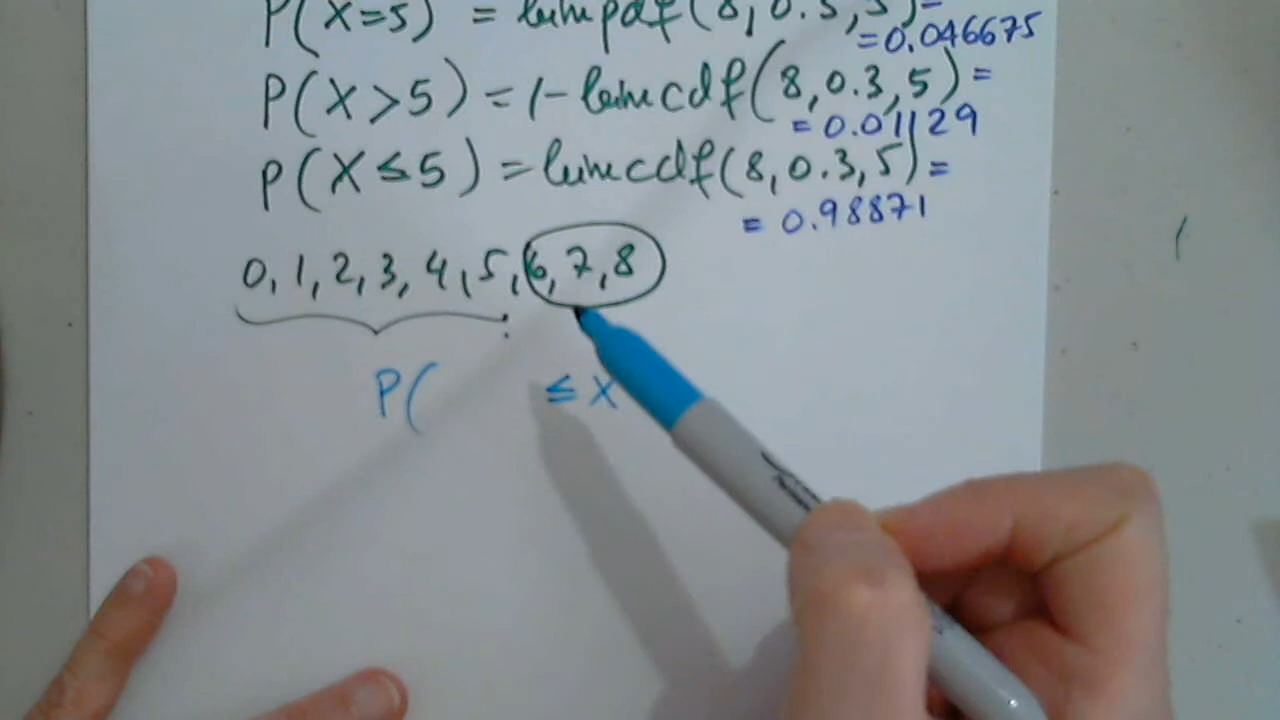 P(X=5) = binompdf(8, 0.3, 5)=
=0.046675
P(X>5) = 1-binomcdf(8, 0.3, 5) =
= 0.01129
P(X≤5) = binomcdf(8, 0.3, 5) =
= 0.98871
0, 1, 2, 3, 4, 5, 6, 7, 8
P( ≤ X